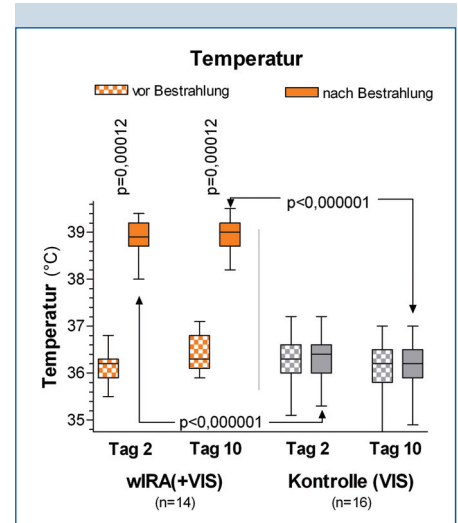 Temperatur
vor Bestrahlung nach Bestrahlung
p=0,00012 p=0,00012
p<0,000001
39
38
37
36
35
Temperatur (°C)
p<0,000001
Tag 2 Tag 10 Tag 2 Tag 10
wIRA(+VIS) Kontrolle (VIS)
(n=14) (n=16)